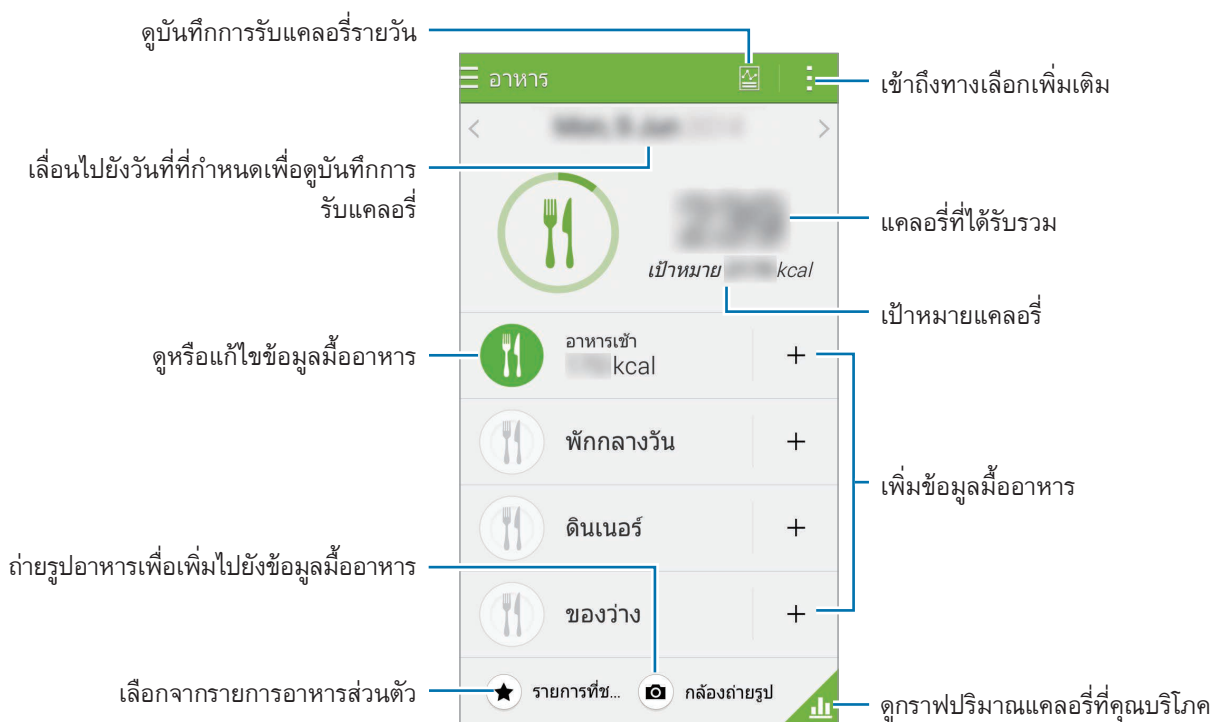 ดูบันทึกการรับแคลอรี่รายวัน
อาหาร
เข้าถึงทางเลือกเพิ่มเติม
เลื่อนไปยังวันที่ที่กำหนดเพื่อดูบันทึกการ
รับแคลอรี่
แคลอรี่ที่ได้รับรวม
เป้าหมาย kcal
เป้าหมายแคลอรี่
ดูหรือแก้ไขข้อมูลมื้ออาหาร
อาหารเช้า
kcal
+
พักกลางวัน
+
เพิ่มข้อมูลมื้ออาหาร
ดินเนอร์
+
ถ่ายรูปอาหารเพื่อเพิ่มไปยังข้อมูลมื้ออาหาร
ของว่าง
+
เลือกจากรายการอาหารส่วนตัว
รายการที่ช...
กล้องถ่ายรูป
ดูกราฟปริมาณแคลอรี่ที่คุณบริโภค